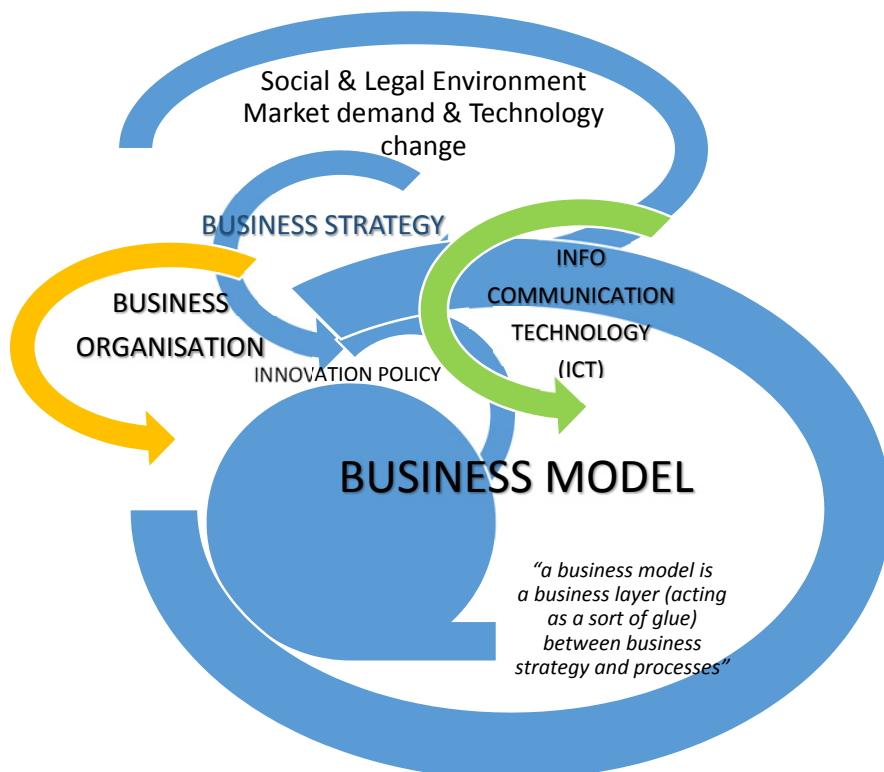 Social & Legal Environment
Market demand & Technology
change
BUSINESS STRATEGY
BUSINESS
ORGANISATION
INFO
COMMUNICATION
TECHNOLOGY
(ICT)
INNOVATION POLICY
BUSINESS MODEL
“a business model is
a business layer (acting
as a sort of glue)
between business
strategy and processes”